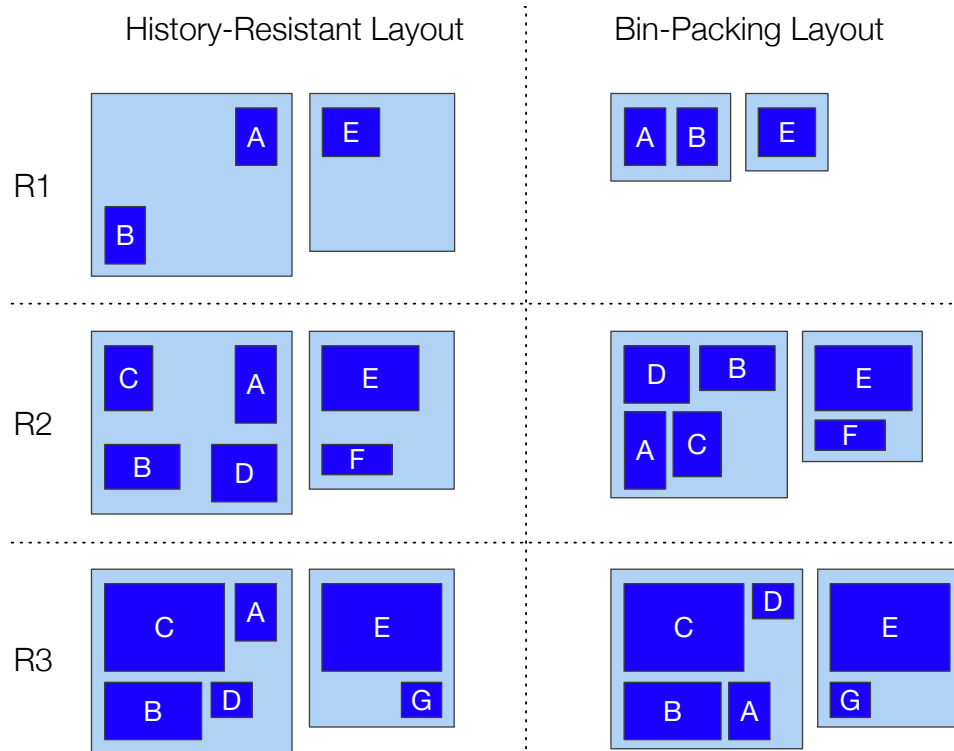 History-Resistant Layout
Bin-Packing Layout
R1
A
B
E
A B
E
R2
C A
B D
E
F
D B
A C
E
F
R3
C A
B D
E
G
C D
B A
E
G